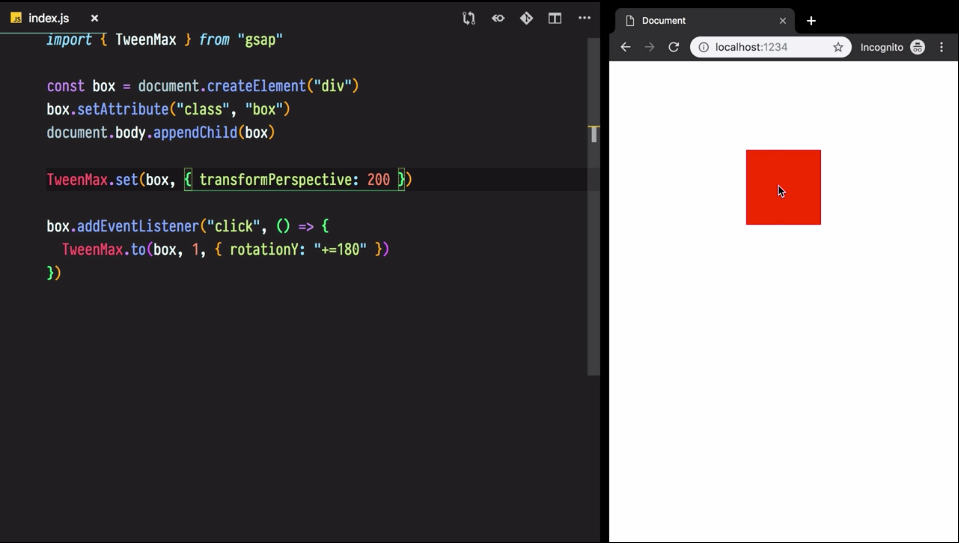 JS index.js ×
import { TweenMax } from "gsap"
const box = document.createElement("div")
box.setAttribute("class", "box")
document.body.appendChild(box)
TweenMax.set(box, { transformPerspective: 200 })
box.addEventListener("click", () => {
TweenMax.to(box, 1, { rotationY: "+=180" })
})
Document
localhost:1234
Incognito